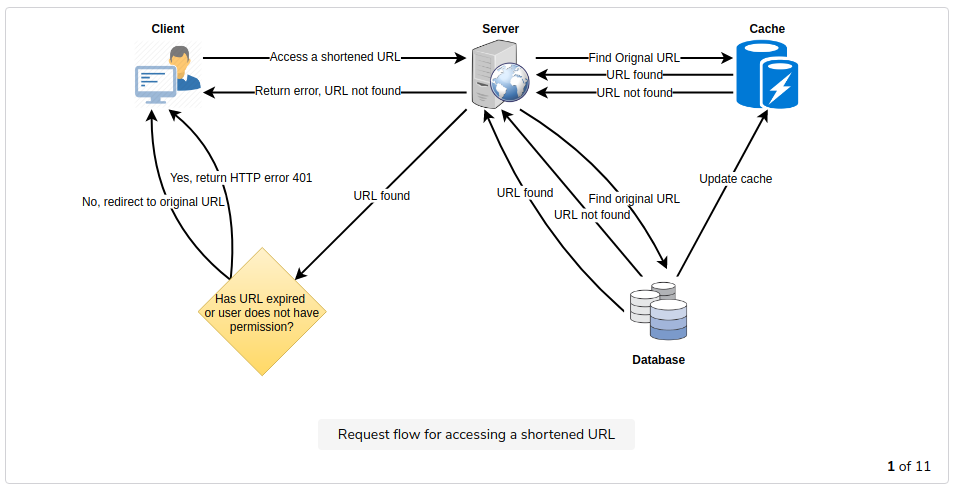 Client
Server
Cache
Access a shortened URL
Find Orignal URL
URL found
Return error, URL not found
URL not found
Yes, return HTTP error 401
Update cache
No, redirect to original URL
URL found
URL found
Find original URL
URL not found
Has URL expired
or user does not have
permission?
Database
Request flow for accessing a shortened URL
1 of 11